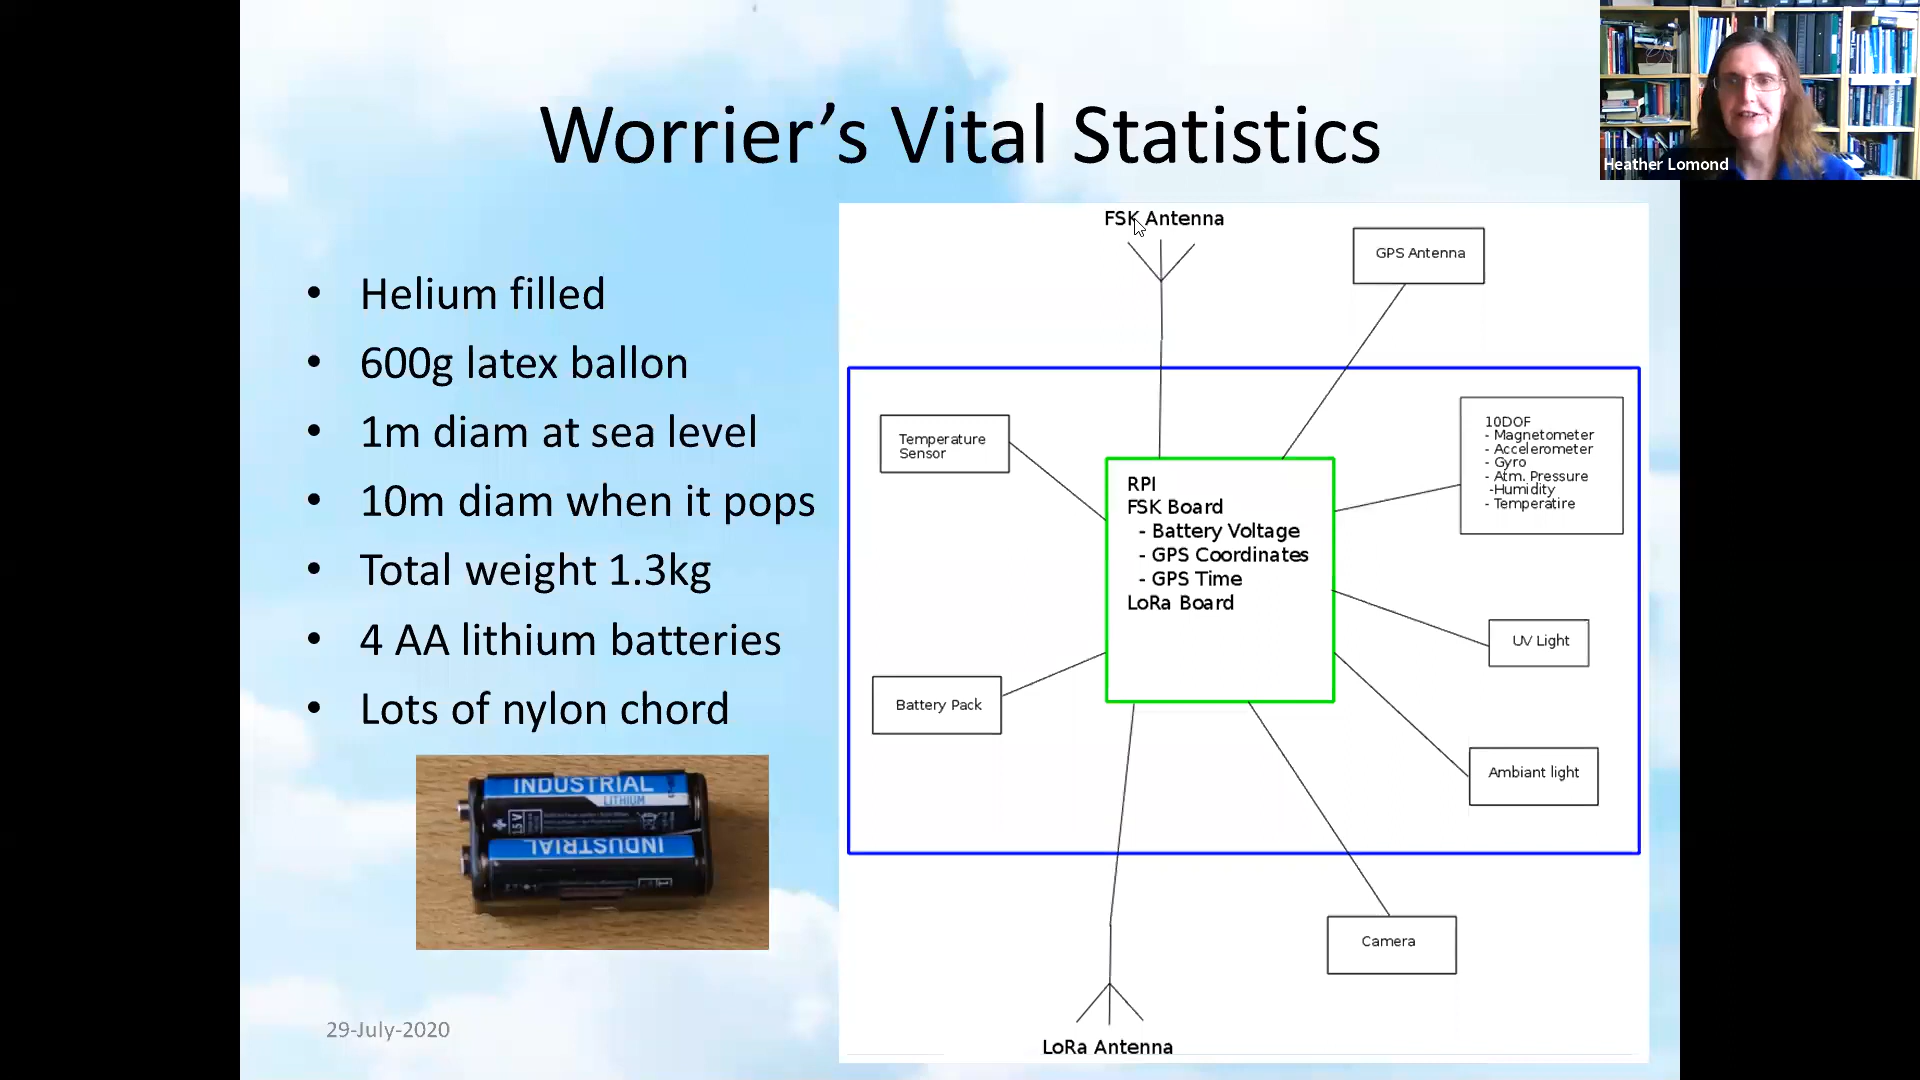 Worrier’s Vital Statistics
Heather Lomond
• Helium filled
• 600g latex ballon
• 1m diam at sea level
• 10m diam when it pops
• Total weight 1.3kg
• 4 AA lithium batteries
• Lots of nylon chord
INDUSTRIAL
LITHIUM
1.5 V
INDUSTRIAL
29-July-2020
FSK Antenna
GPS Antenna
Temperature
Sensor
10DOF
- Magnetometer
- Accelerometer
- Gyro
- Atm. Pressure
-Humidity
- Temperatire
RPI
FSK Board
- Battery Voltage
- GPS Coordinates
- GPS Time
LoRa Board
UV Light
Battery Pack
Ambiant light
Camera
LoRa Antenna